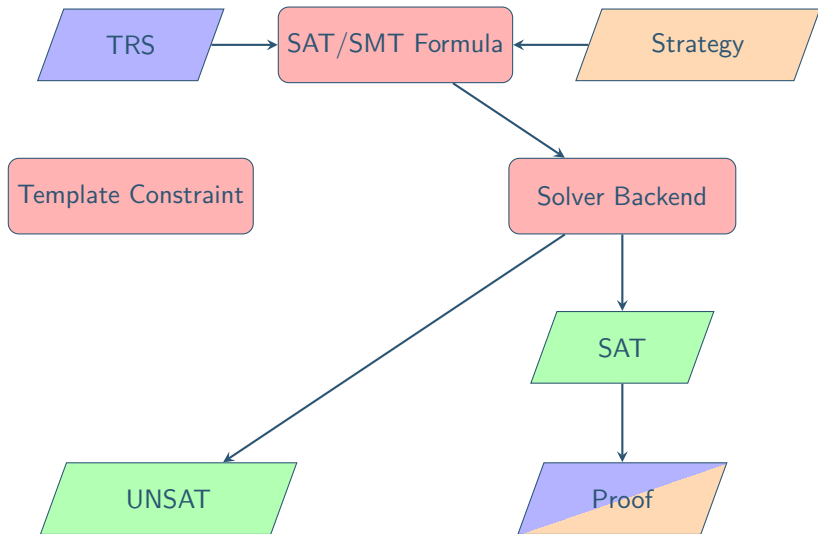 TRS
SAT/SMT Formula
Strategy
Template Constraint
Solver Backend
SAT
UNSAT
Proof